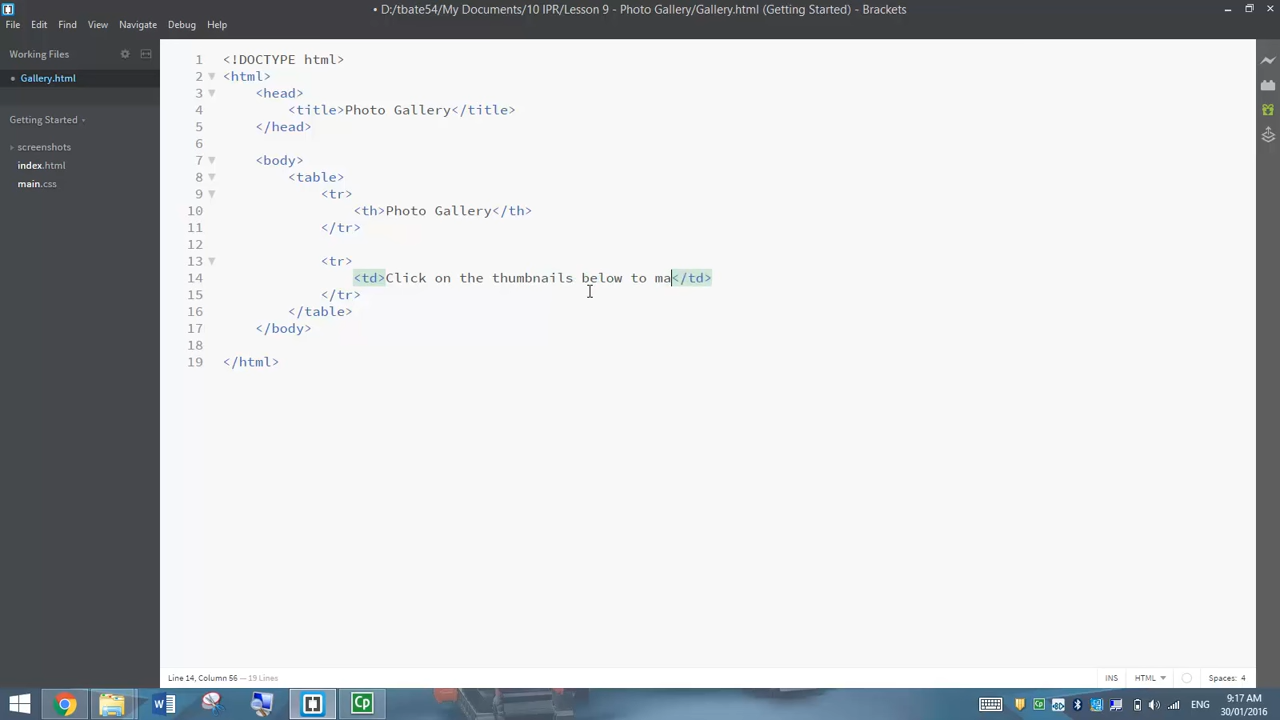 • D:/tbate54/My Documents/10 IPR/Lesson 9 - Photo Gallery/Gallery.html (Getting Started) - Brackets
File Edit Find View Navigate Debug Help
Working Files
• Gallery.html
Getting Started
screenshots
index.html
main.css
1 <!DOCTYPE html>
2 <html>
3 <head>
4 <title>Photo Gallery</title>
5 </head>
6
7 <body>
8 <table>
9 <tr>
10 <th>Photo Gallery</th>
11 </tr>
12
13 <tr>
14 <td>Click on the thumbnails below to ma</td>
15 </tr>
16 </table>
17 </body>
18
19 </html>
Line 14, Column 56 — 19 Lines
INS HTML Spaces: 4
ENG
9:17 AM
30/01/2016